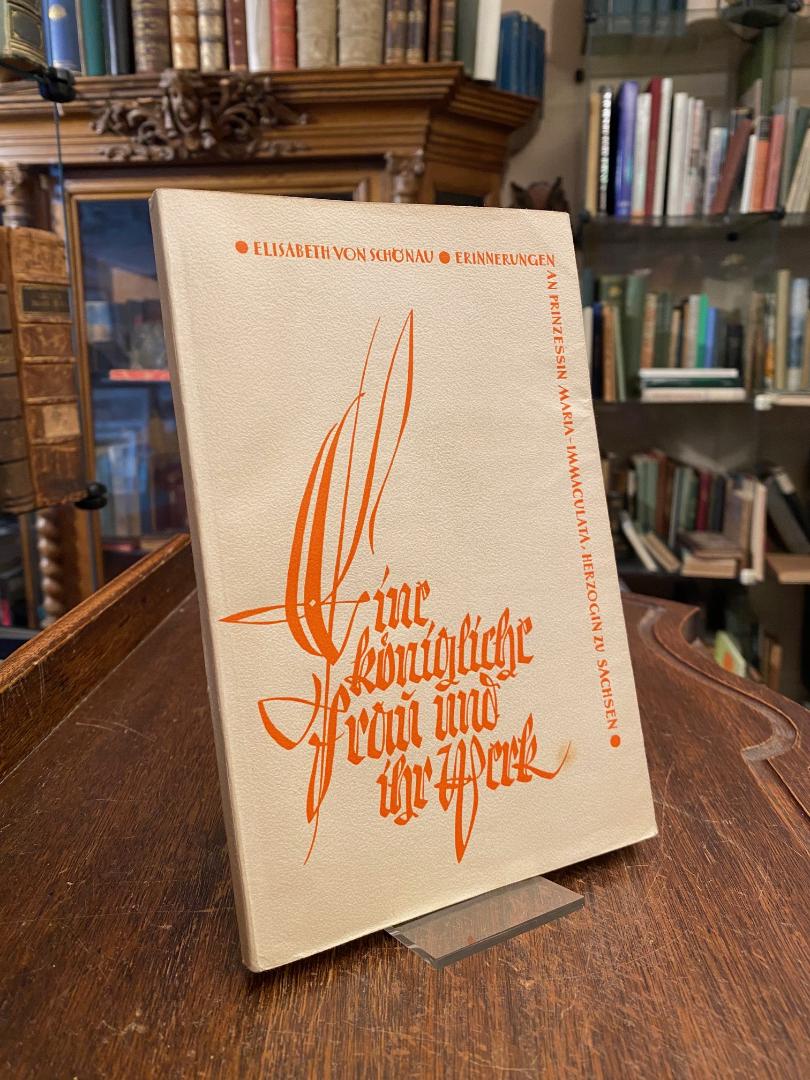 ● ELISABETH VON SCHÖNAU ● ERINNERUNGEN
AN PRINZESSIN MARIA-IMMACULATA, HERZOGIN ZU SACHSEN ●
Eine
königliche
Frau und
ihr Werk